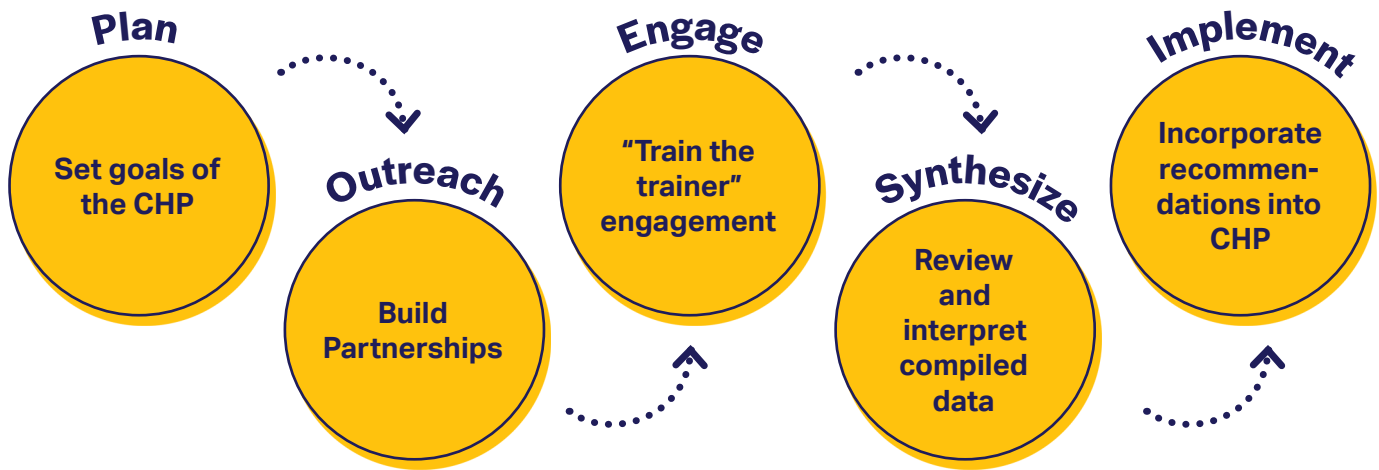 Plan
Set goals of
the CHP
Outreach
Build
Partnerships
Engage
“Train the
trainer”
engagement
Synthesize
Review
and
interpret
compiled
data
Implement
Incorporate
recommen-
dations into
CHP